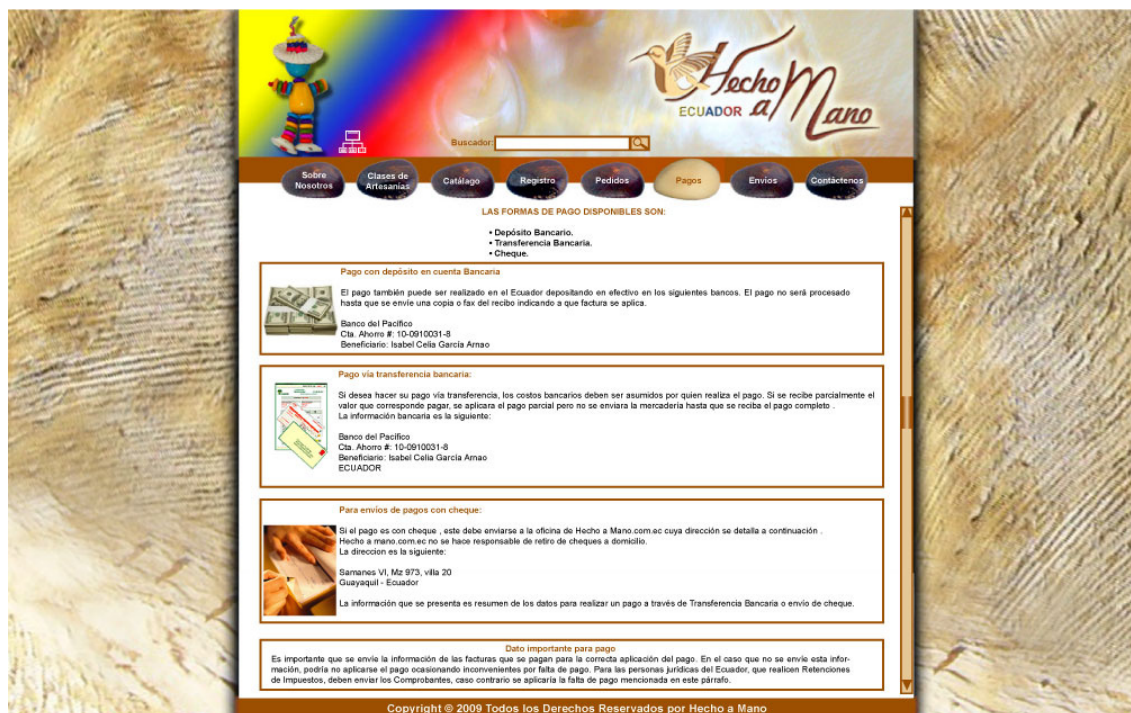 Hecho a Mano
ECUADOR
Buscador:
Sobre Nosotros
Clases de Artesanías
Catálago
Registro
Pedidos
Pagos
Envíos
Contáctenos
LAS FORMAS DE PAGO DISPONIBLES SON:
• Depósito Bancario.
• Transferencia Bancaria.
• Cheque.
Pago con depósito en cuenta Bancaria
El pago también puede ser realizado en el Ecuador depositando en efectivo en los siguientes bancos. El pago no será procesado
hasta que se envíe una copia o fax del recibo indicando a que factura se aplica.
Banco del Pacífico
Cta. Ahorro #: 10-0910031-8
Beneficiario: Isabel Celia García Arnao
Pago vía transferencia bancaria:
Si desea hacer su pago vía transferencia, los costos bancarios deben ser asumidos por quien realiza el pago. Si se recibe parcialmente el
valor que corresponde pagar, se aplicara el pago parcial pero no se enviara la mercadería hasta que se reciba el pago completo .
La información bancaria es la siguiente:
Banco del Pacífico
Cta. Ahorro #: 10-0910031-8
Beneficiario: Isabel Celia García Arnao
ECUADOR
Para envíos de pagos con cheque:
Si el pago es con cheque , este debe enviarse a la oficina de Hecho a Mano.com.ec cuya dirección se detalla a continuación .
Hecho a mano.com.ec no se hace responsable de retiro de cheques a domicilio.
La direccion es la siguiente:
Samanes VI, Mz 973, villa 20
Guayaquil - Ecuador
La información que se presenta es resumen de los datos para realizar un pago a través de Transferencia Bancaria o envío de cheque.
Dato importante para pago
Es importante que se envíe la información de las facturas que se pagan para la correcta aplicación del pago. En el caso que no se envíe esta infor-
mación, podría no aplicarse el pago ocasionando inconvenientes por falta de pago. Para las personas jurídicas del Ecuador, que realicen Retenciones
de Impuestos, deben enviar los Comprobantes, caso contrario se aplicaría la falta de pago mencionada en este párrafo.
Copyright © 2009 Todos los Derechos Reservados por Hecho a Mano